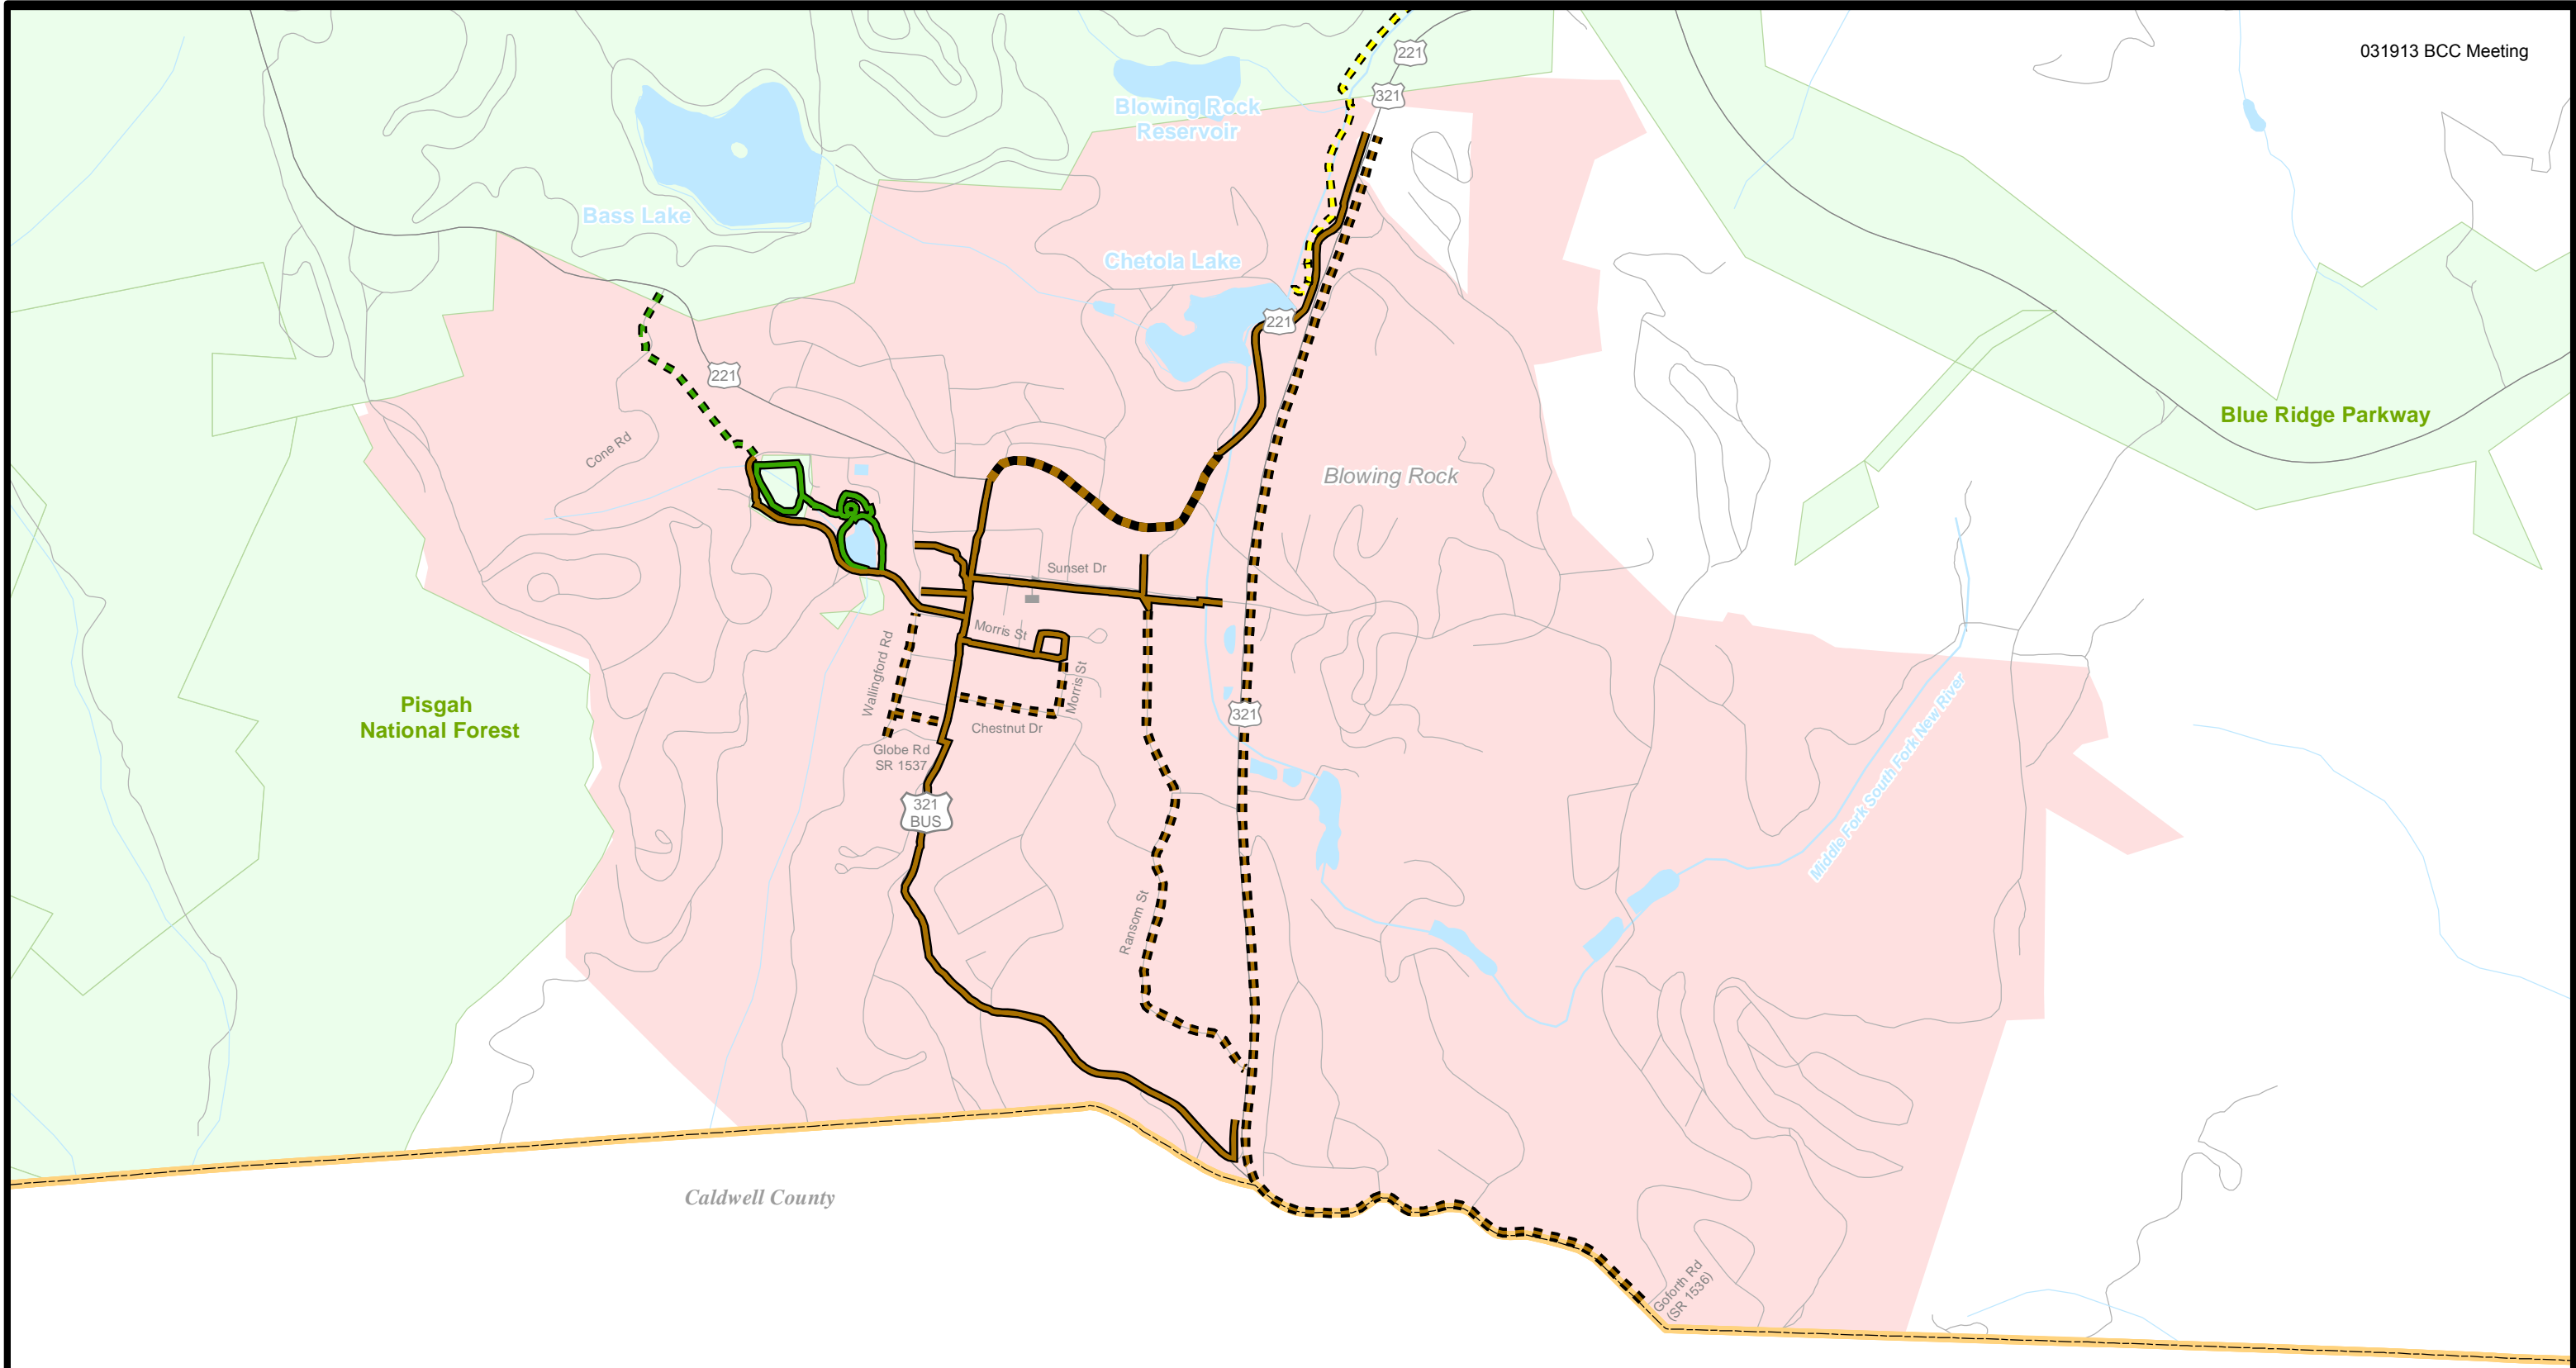 031913 BCC Meeting
221
321
Blowing Rock
Reservoir
Bass Lake
Chetola Lake
221
221
Blue Ridge Parkway
Cone Rd
Blowing Rock
Sunset Dr
Morris St
Wallingford Rd
Morris St
Pisgah
National Forest
Chestnut Dr
321
Globe Rd
SR 1537
321
BUS
Middle Fork South Fork New River
Ransom St
Caldwell County
Goforth Rd
(SR 1536)